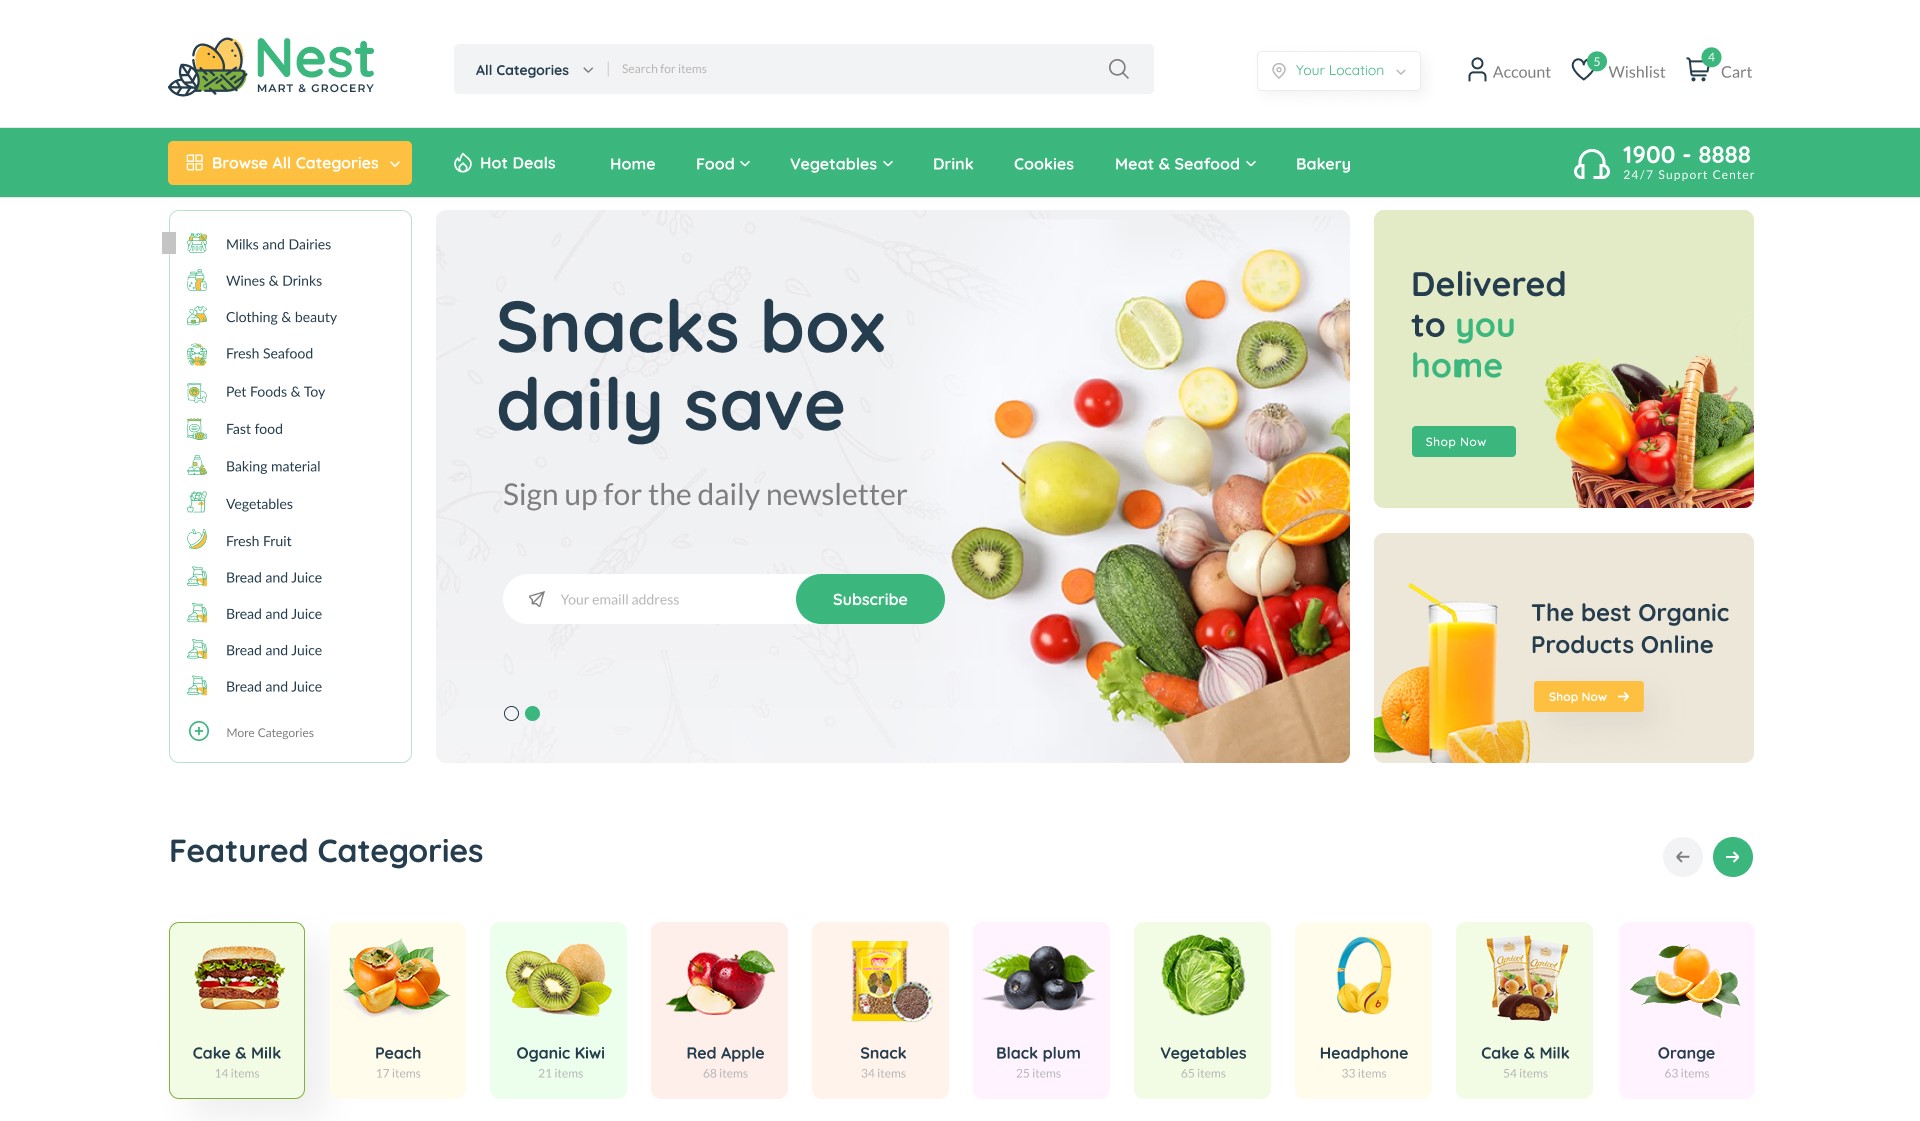 Nest
MART & GROCERY
All Categories
Search for items
Your Location
Account
5
Wishlist
4
Cart
Browse All Categories
Hot Deals
Home
Food
Vegetables
Drink
Cookies
Meat & Seafood
Bakery
1900 - 8888
24/7 Support Center
Milks and Dairies
Wines & Drinks
Clothing & beauty
Fresh Seafood
Pet Foods & Toy
Fast food
Baking material
Vegetables
Fresh Fruit
Bread and Juice
Bread and Juice
Bread and Juice
Bread and Juice
More Categories
Snacks box
daily save
Sign up for the daily newsletter
Your emaill address
Subscribe
Delivered
to you
home
Shop Now
The best Organic
Products Online
Shop Now
Featured Categories
Cake & Milk
14 items
Peach
17 items
Oganic Kiwi
21 items
Red Apple
68 items
Snack
34 items
Black plum
25 items
Vegetables
65 items
b
Headphone
33 items
Apricot
Apricot
Cake & Milk
54 items
Orange
63 items